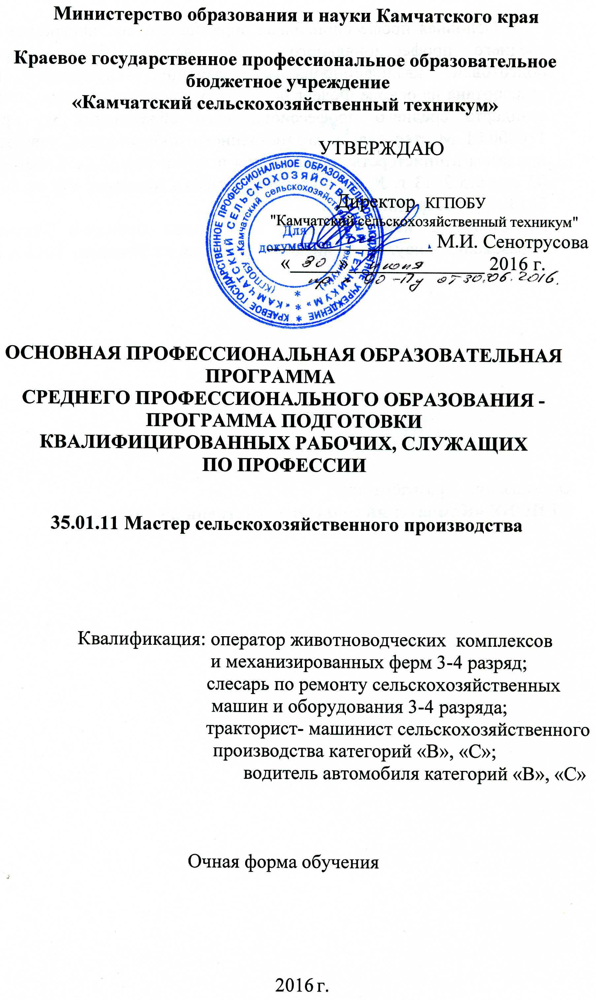 Министерство образования и науки Камчатского края
Краевое государственное профессиональное образовательное
бюджетное учреждение
«Камчатский сельскохозяйственный техникум»
УТВЕРЖДАЮ
КРАЕВОЕ ГОСУДАРСТВЕННОЕ ПРОФЕССИОНАЛЬНОЕ ОБРАЗОВАТЕЛЬНОЕ БЮДЖЕТНОЕ УЧРЕЖДЕНИЕ
«КАМЧАТСКИЙ СЕЛЬСКОХОЗЯЙСТВЕННЫЙ ТЕХНИКУМ»
(КГПОБУ «Камчатский сельскохозяйственный техникум»)
Для
документов
Директор КГПОБУ
"Камчатский сельскохозяйственный техникум"
М.И. Сенотрусова
« 30 » июня 2016 г.
пр 90-Пу от 30.06.2016.
ОСНОВНАЯ ПРОФЕССИОНАЛЬНАЯ ОБРАЗОВАТЕЛЬНАЯ
ПРОГРАММА
СРЕДНЕГО ПРОФЕССИОНАЛЬНОГО ОБРАЗОВАНИЯ -
ПРОГРАММА ПОДГОТОВКИ
КВАЛИФИЦИРОВАННЫХ РАБОЧИХ, СЛУЖАЩИХ
ПО ПРОФЕССИИ
35.01.11 Мастер сельскохозяйственного производства
Квалификация: оператор животноводческих комплексов
и механизированных ферм 3-4 разряд;
слесарь по ремонту сельскохозяйственных
машин и оборудования 3-4 разряда;
тракторист- машинист сельскохозяйственного
производства категорий «В», «С»;
водитель автомобиля категорий «В», «С»
Очная форма обучения
2016 г.